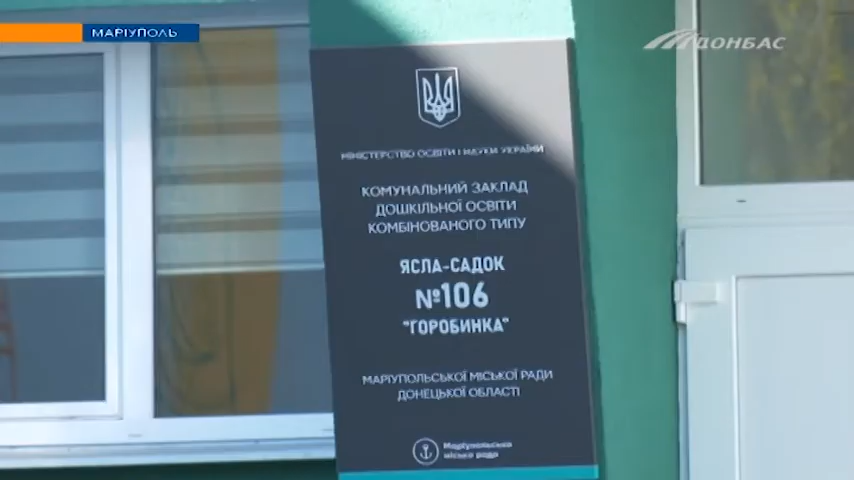 МАРІУПОЛЬ
ДОНБАС
МІНІСТЕРСТВО ОСВІТИ І НАУКИ УКРАЇНИ
КОМУНАЛЬНИЙ ЗАКЛАД
ДОШКІЛЬНОЇ ОСВІТИ
КОМБІНОВАНОГО ТИПУ
ЯСЛА-САДОК
№106
"ГОРОБИНКА"
МАРІУПОЛЬСЬКОЇ МІСЬКОЇ РАДИ
ДОНЕЦЬКОЇ ОБЛАСТІ
Маріупольська
міська рада